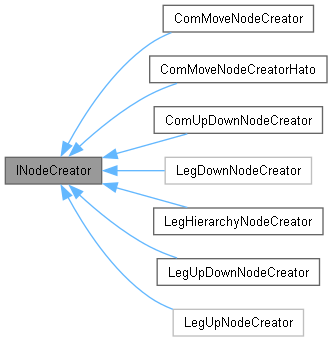 ComMoveNodeCreator
ComMoveNodeCreatorHato
ComUpDownNodeCreator
INodeCreator
LegDownNodeCreator
LegHierarchyNodeCreator
LegUpDownNodeCreator
LegUpNodeCreator